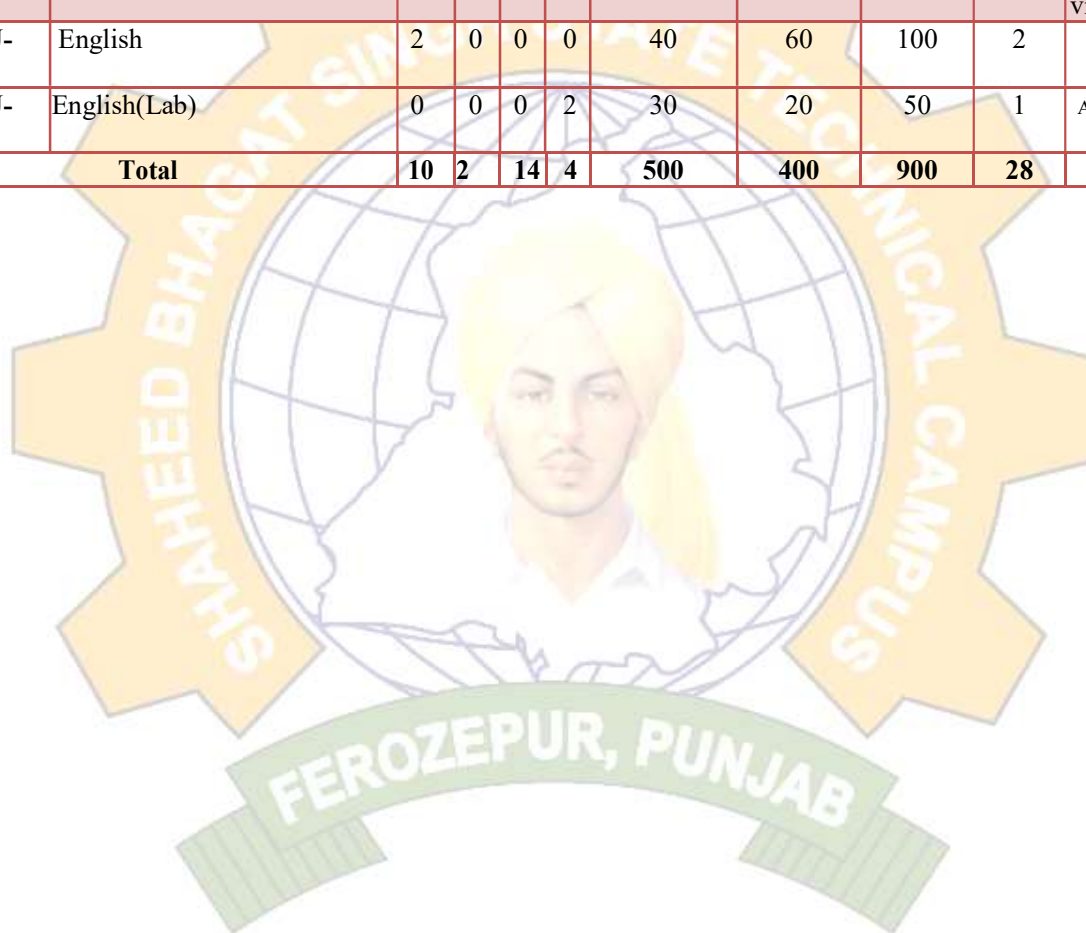 English 2 0 0 0 40 60 100 2
English(Lab) 0 0 0 2 30 20 50 1
Total 10 2 14 4 500 400 900 28
SHAHEED BHAGAT SINGH STATE TECHNICAL CAMPUS
FEROZEPUR, PUNJAB